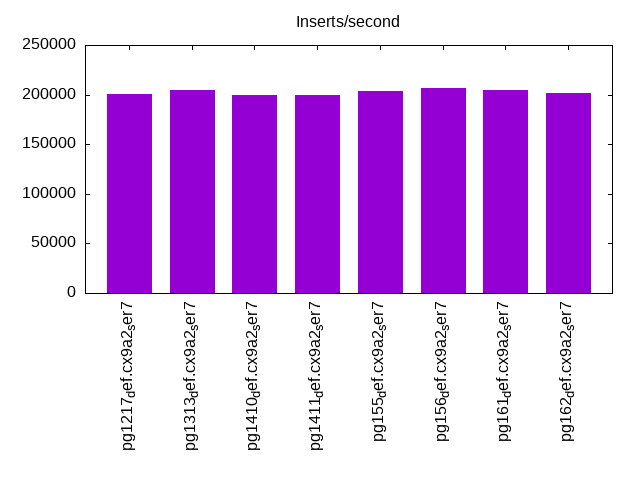 Inserts/second
250000
200000
150000
100000
50000
0
pg1217def.cx9a2ser7
pg1313def.cx9a2ser7
pg1410def.cx9a2ser7
pg1411def.cx9a2ser7
pg155def.cx9a2ser7
pg156def.cx9a2ser7
pg161def.cx9a2ser7
pg162def.cx9a2ser7